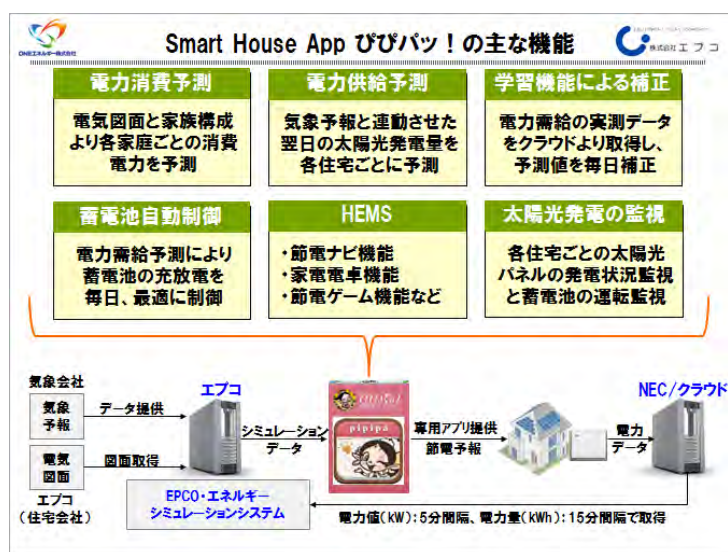 Smart House App ぴぴパッ！の主な機能
ONEエネルギー株式会社
株式会社エプコ
電力消費予測
電気図面と家族構成
より各家庭ごとの消費
電力を予測
電力供給予測
気象予報と連動させた
翌日の太陽光発電量を
各住宅ごとに予測
学習機能による補正
電力需給の実測データ
をクラウドより取得し、
予測値を毎日補正
蓄電池自動制御
電力需給予測により
蓄電池の充放電を
毎日、最適に制御
HEMS
・節電ナビ機能
・家電電卓機能
・節電ゲーム機能など
太陽光発電の監視
各住宅ごとの太陽光
パネルの発電状況監視
と蓄電池の運転監視
気象会社
気象
予報
データ提供
電気
図面
図面取得
エプコ
（住宅会社）
エプコ
シミュレーション
データ
pipipa
専用アプリ提供
節電予報
電力
データ
NEC/クラウド
EPCO・エネルギー
シミュレーションシステム
電力値（kW）：5分間隔、電力量（kWh）：15分間隔で取得